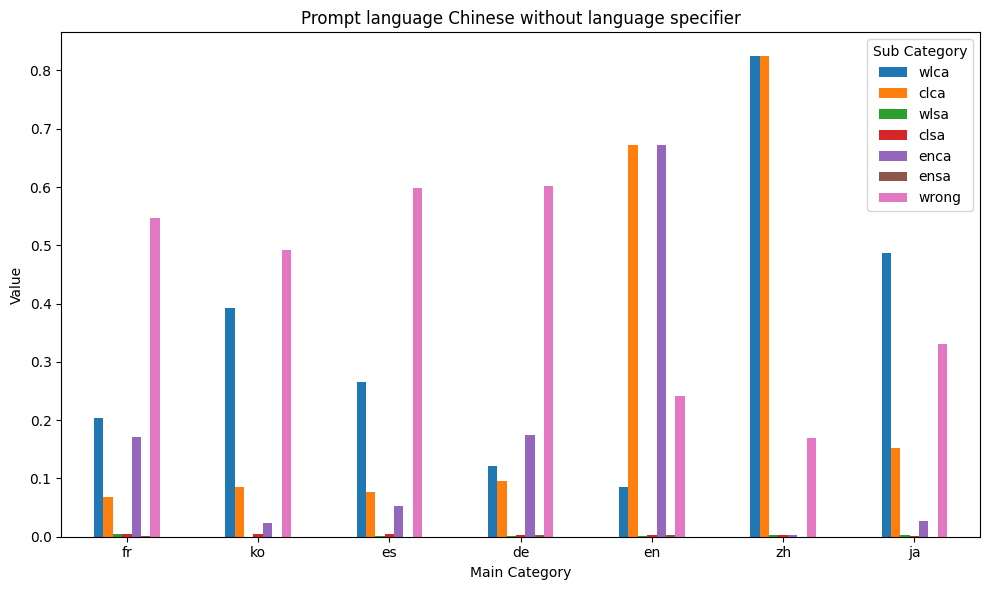 Prompt language Chinese without language specifier
Sub Category
wlca
clca
wlsa
clsa
enca
ensa
wrong
Value
0.8
0.7
0.6
0.5
0.4
0.3
0.2
0.1
0.0
fr ko es de en zh ja
Main Category